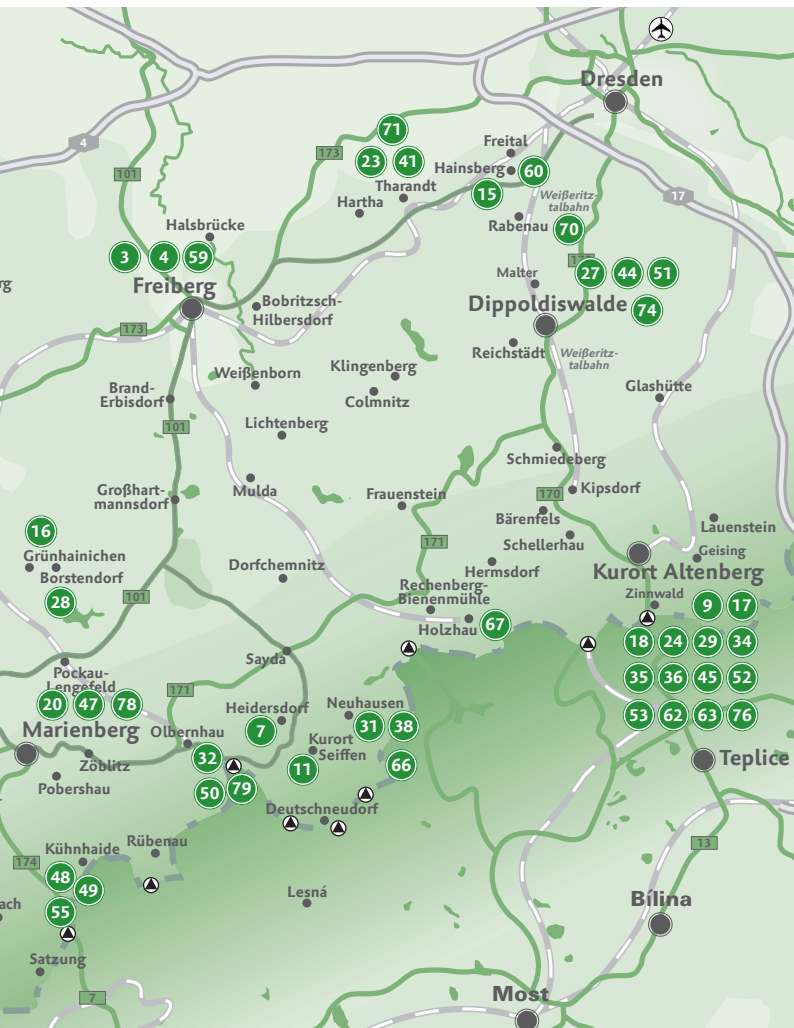 Dresden
71
4
173
Freital
101
23
41
Hainsberg
60
Tharandt
15
Weißeritz-
talbahn
17
Hartha
Halsbrücke
Rabenau
70
3
4
59
27
44
51
Malter
Freiberg
Bobritzsch-
Hilbersdorf
Dippoldiswalde
74
rg
173
Reichstädt
Weißeritz-
talbahn
Weißenborn
Klingenberg
Colmnitz
Glashütte
Brand-
Erbisdorf
101
Lichtenberg
Schmiedeberg
Großhart-
mannsdorf
Mulda
Frauenstein
170
Kipsdorf
Bärenfels
Lauenstein
16
171
Schellerhau
Geising
Grünhainichen
Borstendorf
Dorfchemnitz
Hermsdorf
Kurort Altenberg
Rechenberg-
Bienenmühle
Zinnwald
28
101
9
17
Holzhau
67
18
24
29
34
Sayda
Pockau-
Lengefeld
171
35
36
45
52
20
47
78
Heidersdorf
Neuhausen
53
62
63
76
Marienberg
Olbernhau
7
31
38
Kurort
Seiffen
32
11
66
Teplice
Zöblitz
Pobershau
50
79
Deutschneudorf
13
Rübenau
Kühnhaide
174
48
49
Lesná
Bílina
ach
55
Satzung
7
Most